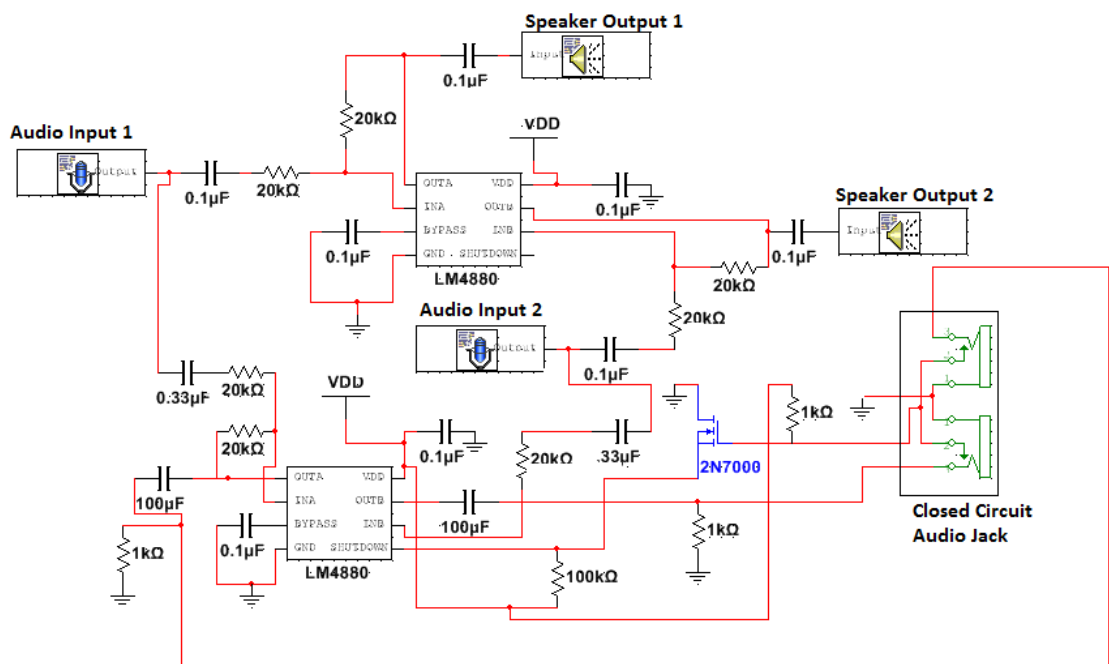 Speaker Output 1
Input
0.1µF
20kΩ
VDD
Audio Input 1
Output
0.1µF
20kΩ
OUTA VDD
INA OUTB
BYPASS INB
GND SHUTDOWN
LM4880
0.1µF
0.1µF
Speaker Output 2
Input
0.1µF
20kΩ
20kΩ
Audio Input 2
Output
0.1µF
0.33µF
20kΩ
20kΩ
VDD
0.1µF
20kΩ
.33µF
2N7000
1kΩ
100µF
OUTA VDD
INA OUTB
BYPASS INB
GND SHUTDOWN
LM4880
0.1µF
1kΩ
100µF
100kΩ
1kΩ
Closed Circuit
Audio Jack